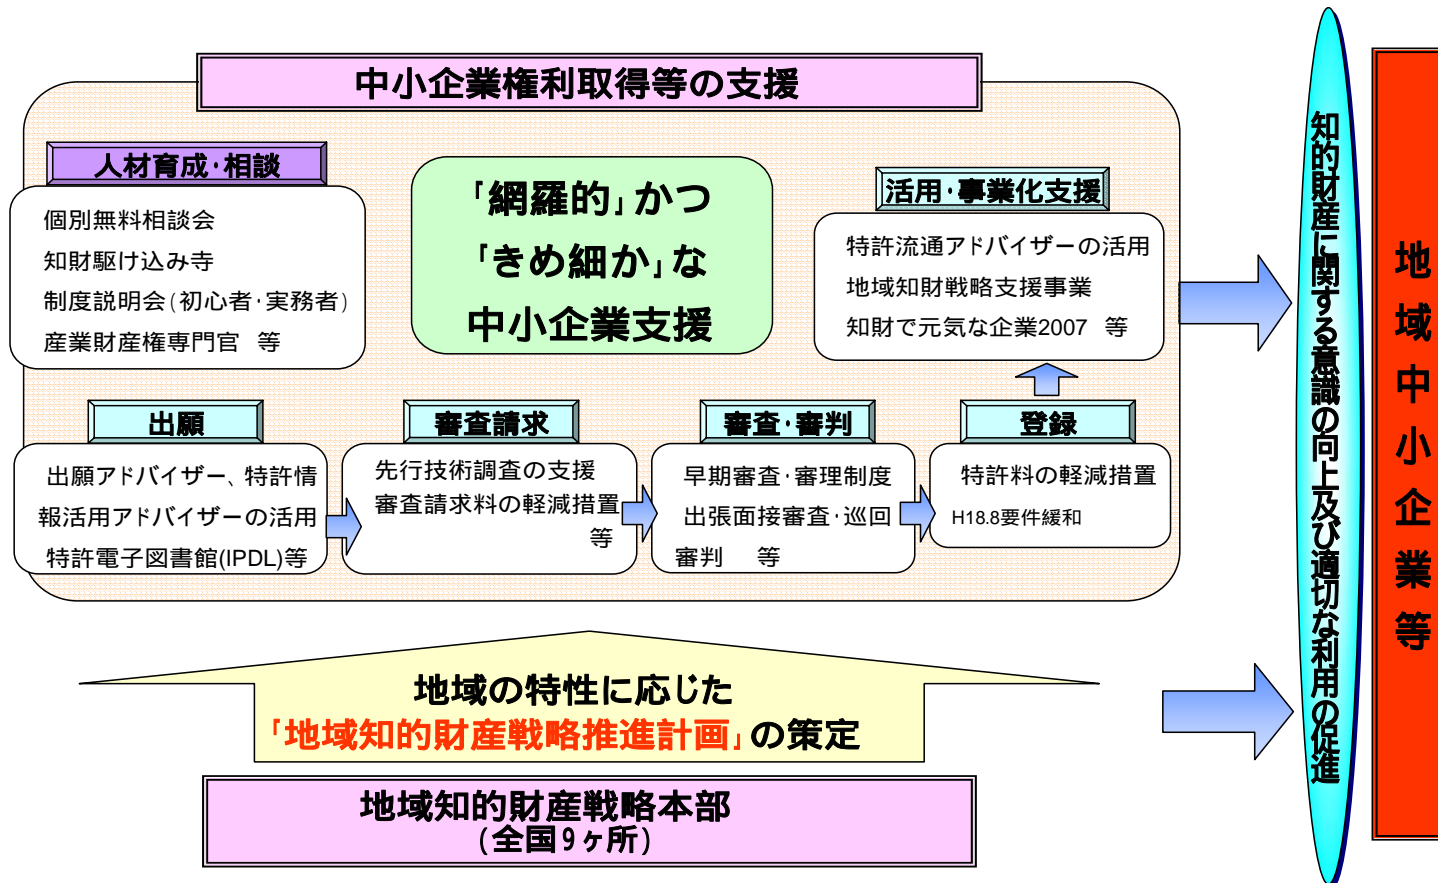 中小企業権利取得等の支援
人材育成・相談
個別無料相談会
知財駆け込み寺
制度説明会(初心者・実務者)
産業財産権専門官 等
「網羅的」かつ
「きめ細か」な
中小企業支援
活用・事業化支援
特許流通アドバイザーの活用
地域知財戦略支援事業
知財で元気な企業2007 等
出願
出願アドバイザー、特許情
報活用アドバイザーの活用
特許電子図書館(IPDL)等
審査請求
先行技術調査の支援
審査請求料の軽減措置
等
審査・審判
早期審査・審理制度
出張面接審査・巡回
審判 等
登録
特許料の軽減措置
H18.8要件緩和
地域の特性に応じた
「地域知的財産戦略推進計画」の策定
地域知的財産戦略本部
(全国9ヶ所)
知的財産に関する意識の向上及び適切な利用の促進
地域中小企業等